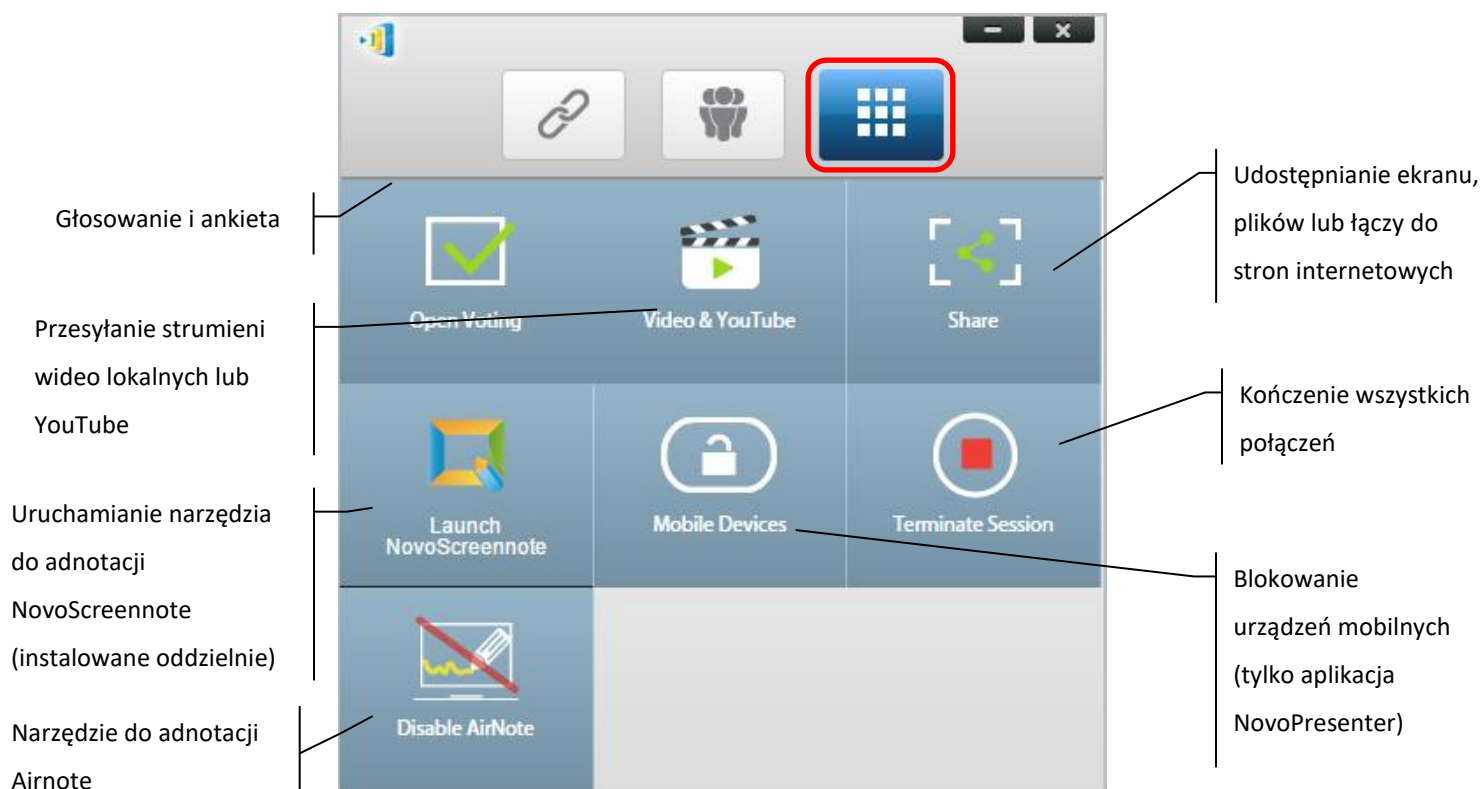 Głosowanie i ankieta
Przesyłanie strumieni
wideo lokalnych lub
YouTube
Uruchamianie narzędzia
do adnotacji
NovoScreennote
(instalowane oddzielnie)
Narzędzie do adnotacji
Airnote
Open Voting
Video & YouTube
Share
Launch
NovoScreennote
Mobile Devices
Terminate Session
Disable AirNote
Udostępnianie ekranu,
plików lub łączy do
stron internetowych
Kończenie wszystkich
połączeń
Blokowanie
urządzeń mobilnych
(tylko aplikacja
NovoPresenter)